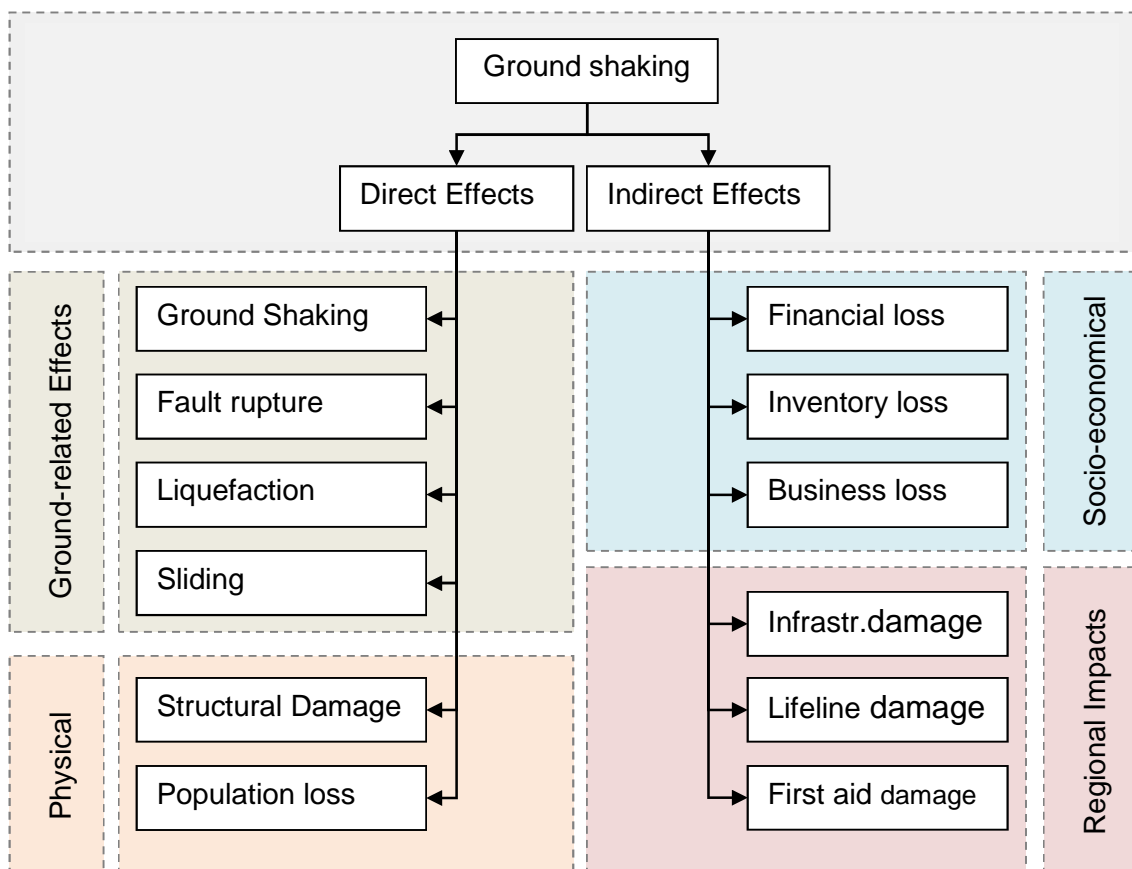 Ground shaking
Direct Effects
Indirect Effects
Ground-related Effects
Ground Shaking
Fault rupture
Liquefaction
Sliding
Physical
Structural Damage
Population loss
Financial loss
Inventory loss
Business loss
Socio-economical
Infrastr.damage
Lifeline damage
First aid damage
Regional Impacts